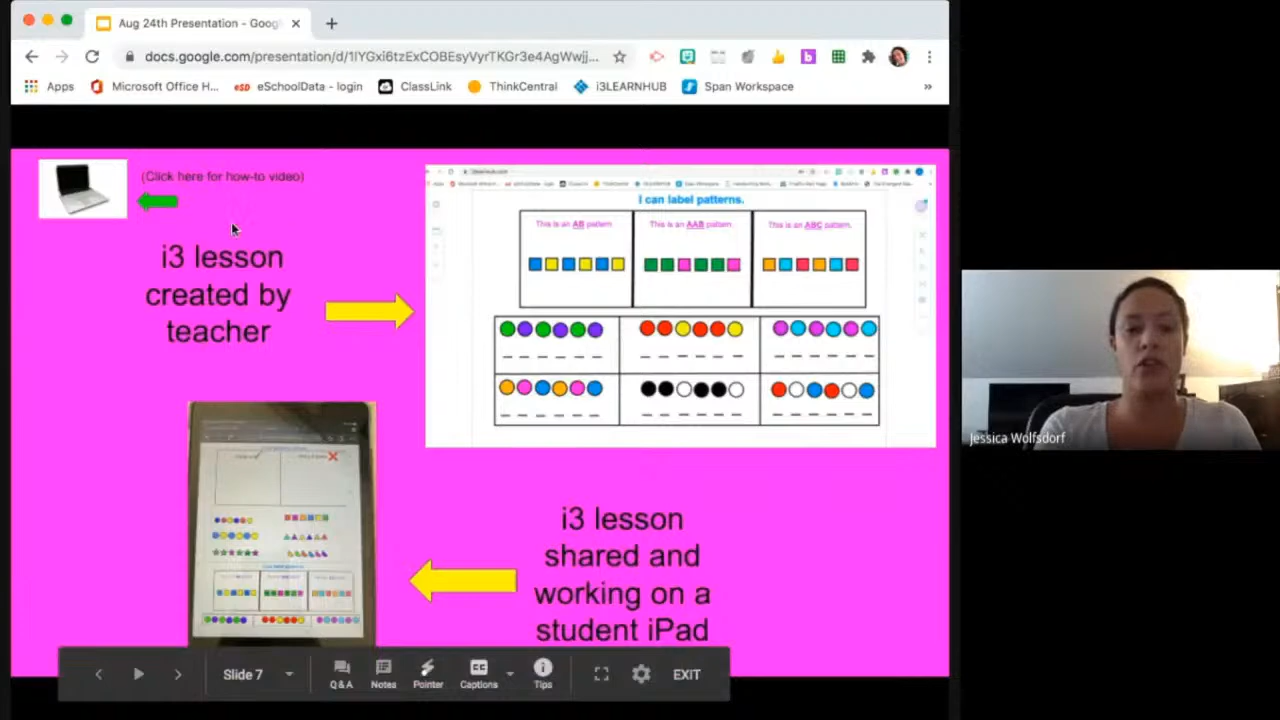 Aug 24th Presentation - Goog
docs.google.com/presentation/d/1IYGxi6tzExCOBEsyVyrTKGr3e4AgWwjj...
Apps
Microsoft Office H...
esD eSchoolData - login
ClassLink
ThinkCentral
i3LEARNHUB
Span Workspace
»
(Click here for how-to video)
i3 lesson
created by
teacher
I can label patterns.
This is an AB pattern.
This is an AAB pattern.
This is an ABC pattern.
Jessica Wolfsdorf
i3 lesson
shared and
working on a
student iPad
Slide 7
Q&A
Notes
Pointer
Captions
Tips
EXIT